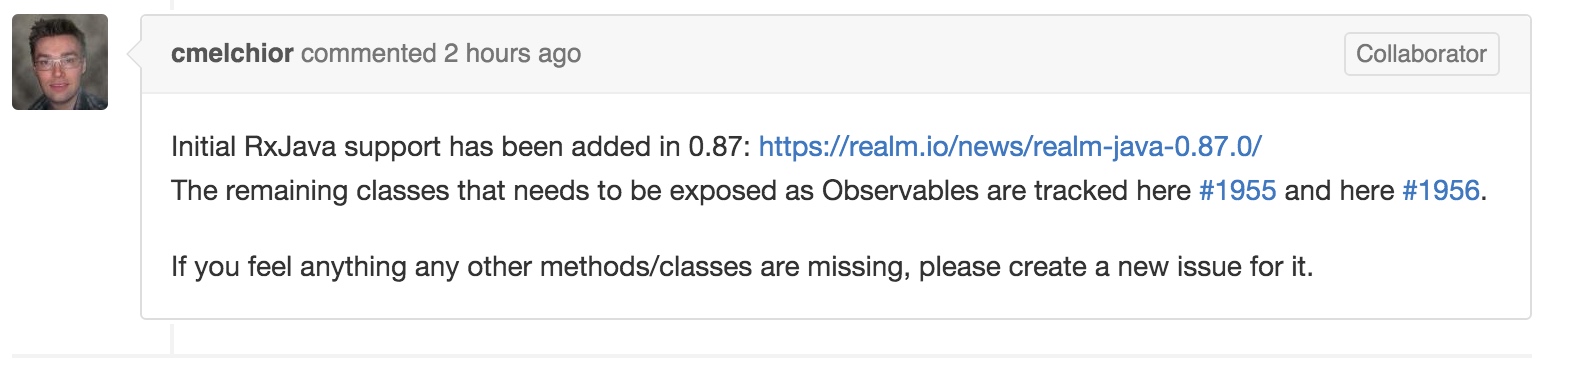 cmelchior commented 2 hours ago
Collaborator
Initial RxJava support has been added in 0.87: https://realm.io/news/realm-java-0.87.0/
The remaining classes that needs to be exposed as Observables are tracked here #1955 and here #1956.
If you feel anything any other methods/classes are missing, please create a new issue for it.